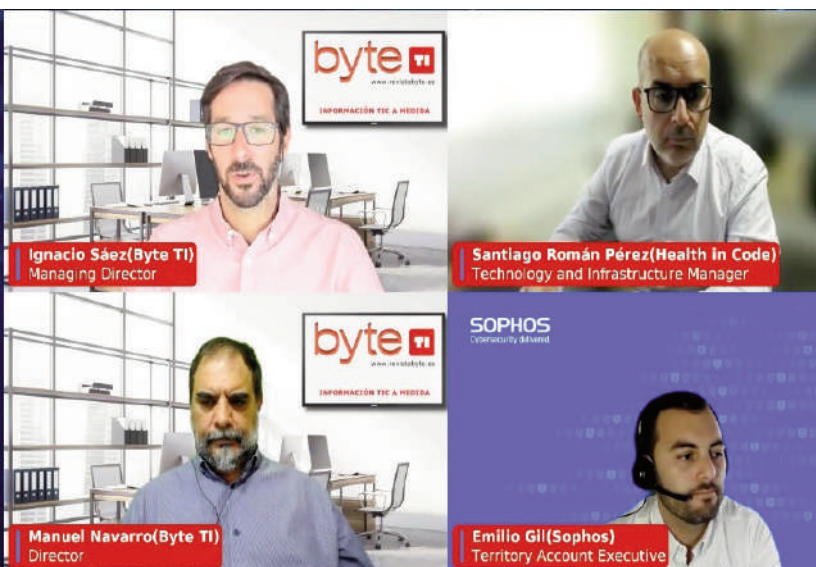 byte TI
www.revistabyte.es
INFORMACIÓN TIC A MEDIDA
Ignacio Sáez(Byte TI)
Managing Director
Santiago Román Pérez(Health in Code)
Technology and Infrastructure Manager
byte TI
www.revistabyte.es
INFORMACIÓN TIC A MEDIDA
Manuel Navarro(Byte TI)
Director
SOPHOS
Cybersecurity delivered.
Emilio Gil(Sophos)
Territory Account Executive